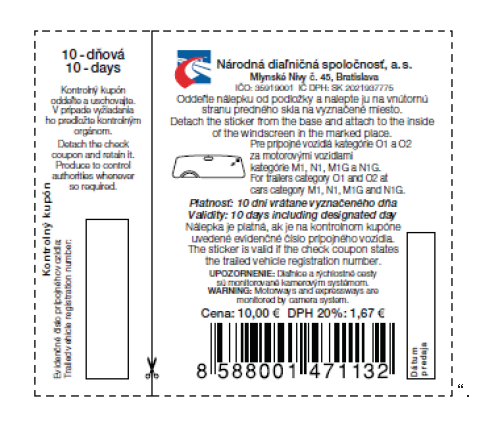 10 - dňová
10 - days
Kontrolný kupón
oddeľte a uschovajte.
V prípade vyžiadania
ho predložte kontrolným
orgánom.
Detach the check
coupon and retain it.
Produce to control
authorities whenever
so required.
Kontrolný kupón
Evidenčné číslo prípojného vozidla:
Trailed vehicle registration number:
Národná diaľničná spoločnosť, a. s.
Mlynské Nivy č. 45, Bratislava
IČO: 35919001 IČ DPH: SK 2021937775
Oddeľte nálepku od podložky a nalepte ju na vnútornú
stranu predného skla na vyznačené miesto.
Detach the sticker from the base and attach to the inside
of the windscreen in the marked place.
Pre prípojné vozidlá kategórie O1 a O2
za motorovými vozidlami
kategórie M1, N1, M1G a N1G.
For trailers category O1 and O2 at
cars category M1, N1, M1G and N1G.
Platnosť: 10 dní vrátane vyznačeného dňa
Validity: 10 days including designated day
Nálepka je platná, ak je na kontrolnom kupóne
uvedené evidenčné číslo prípojného vozidla.
The sticker is valid if the check coupon states
the trailed vehicle registration number.
UPOZORNENIE: Diaľnice a rýchlostné cesty
sú monitorované kamerovým systémom.
WARNING: Motorways and expressways are
monitored by camera system.
Cena: 10,00 € DPH 20%: 1,67 €
8 588001 471132
Dátum
predaja
“.